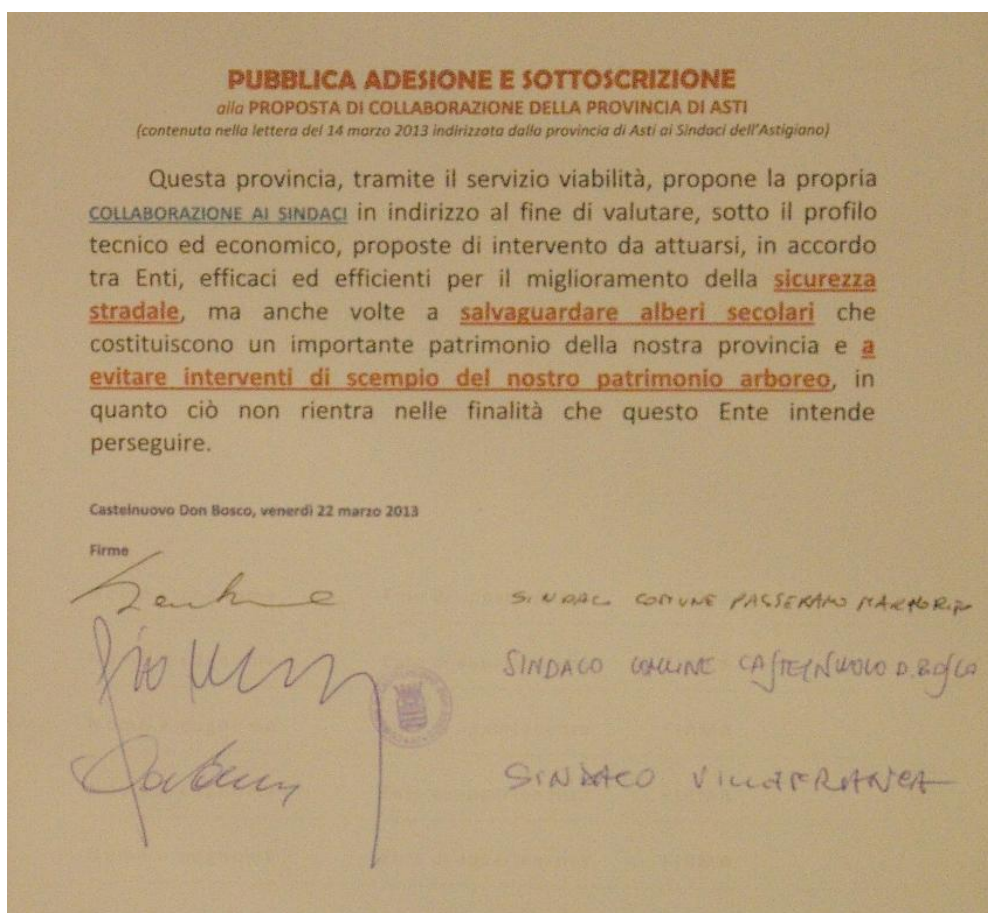 PUBBLICA ADESIONE E SOTTOSCRIZIONE
alla PROPOSTA DI COLLABORAZIONE DELLA PROVINCIA DI ASTI
(contenuta nella lettera del 14 marzo 2013 indirizzata dalla provincia di Asti ai Sindaci dell'Astigiano)
Questa provincia, tramite il servizio viabilità, propone la propria
COLLABORAZIONE AI SINDACI in indirizzo al fine di valutare, sotto il profilo
tecnico ed economico, proposte di intervento da attuarsi, in accordo
tra Enti, efficaci ed efficienti per il miglioramento della sicurezza
stradale, ma anche volte a salvaguardare alberi secolari che
costituiscono un importante patrimonio della nostra provincia e a
evitare interventi di scempio del nostro patrimonio arboreo, in
quanto ciò non rientra nelle finalità che questo Ente intende
perseguire.
Castelnuovo Don Bosco, venerdì 22 marzo 2013
Firme
SINDACO COMUNE PASSERANO MARMORITO
SINDACO COMUNE CASTELNUOVO D. BOSCO
SINDACO VILLAFRANCA